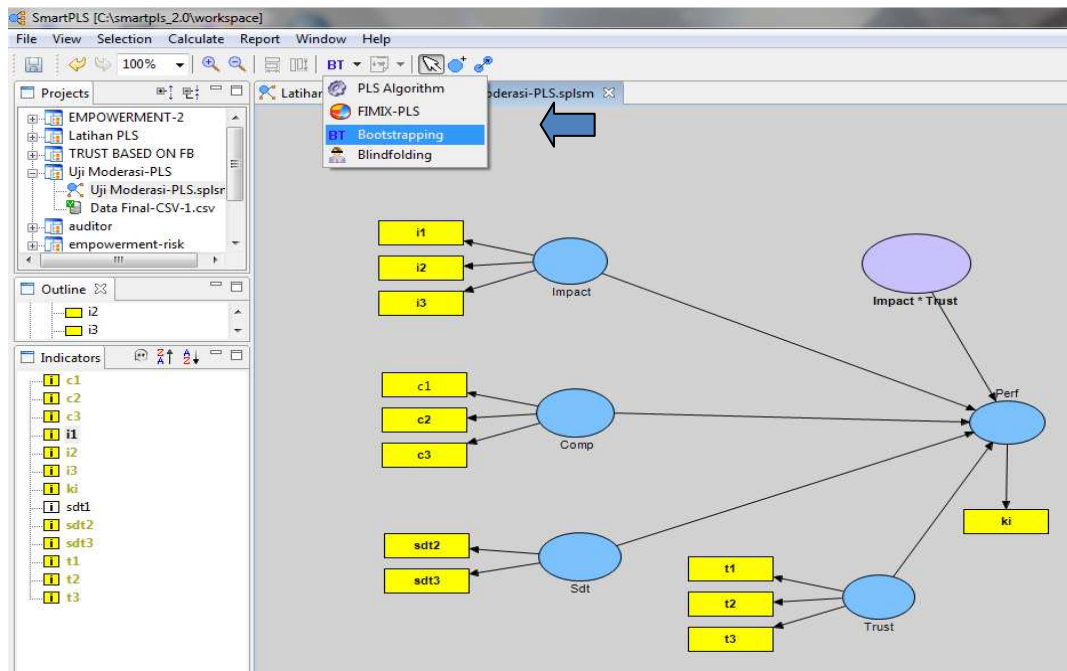 SmartPLS [C:\smartpls_2.0\workspace]
File View Selection Calculate Report Window Help
100% BT
Projects
EMPOWERMENT-2
Latihan PLS
TRUST BASED ON FB
Uji Moderasi-PLS
Uji Moderasi-PLS.splsr
Data Final-CSV-1.csv
auditor
empowerment-risk
Outline
i2
i3
Indicators
c1
c2
c3
i1
i2
i3
ki
sdt1
sdt2
sdt3
t1
t2
t3
Latihan
oderasi-PLS.splsm
PLS Algorithm
FIMIX-PLS
BT Bootstrapping
Blindfolding
i1
i2
i3
Impact
Impact * Trust
c1
c2
c3
Comp
Perf
ki
sdt2
sdt3
Sdt
t1
t2
t3
Trust